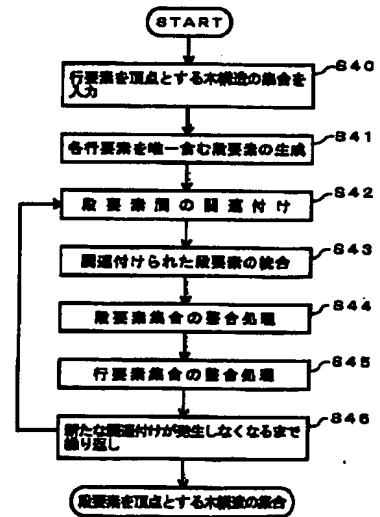 START
行要素を頂点とする木構造の集合を
入力
S40
各行要素を唯一含む段要素の生成
S41
段要素間の関連付け
S42
関連付けられた段要素の統合
S43
段要素集合の整合処理
S44
行要素集合の整合処理
S45
新たな関連付けが発生しなくなるまで
繰り返し
S46
段要素を頂点とする木構造の集合